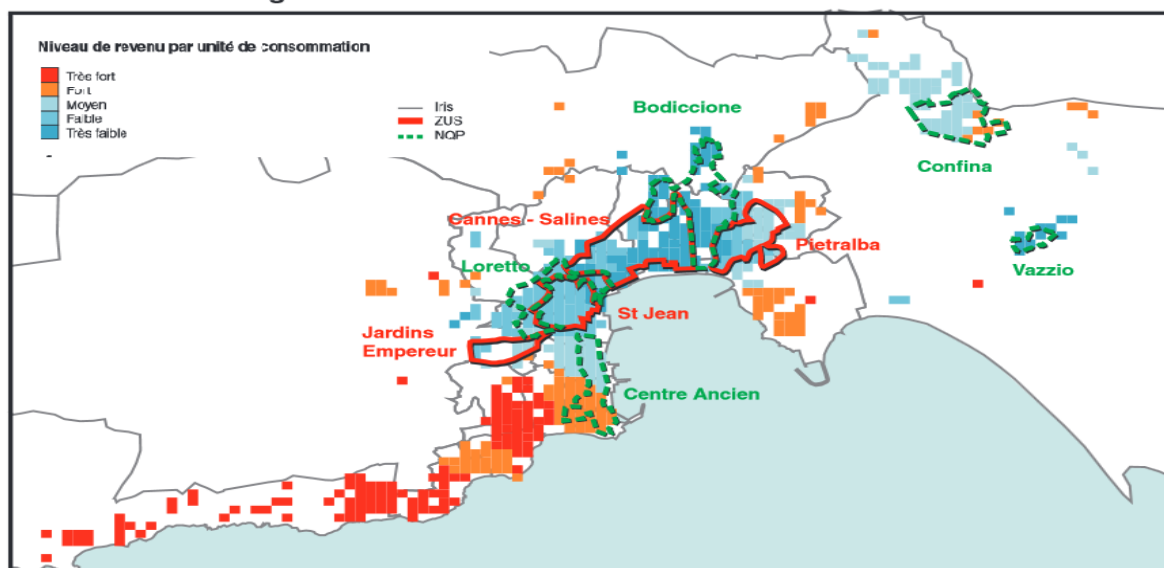 Niveau de revenu par unité de consommation
Très fort
Fort
Moyen
Faible
Très faible
Iris
ZUS
NQP
Bodiccione
Confina
Cannes - Salines
Pietralba
Loretto
Vazzio
St Jean
Jardins
Empereur
Centre Ancien